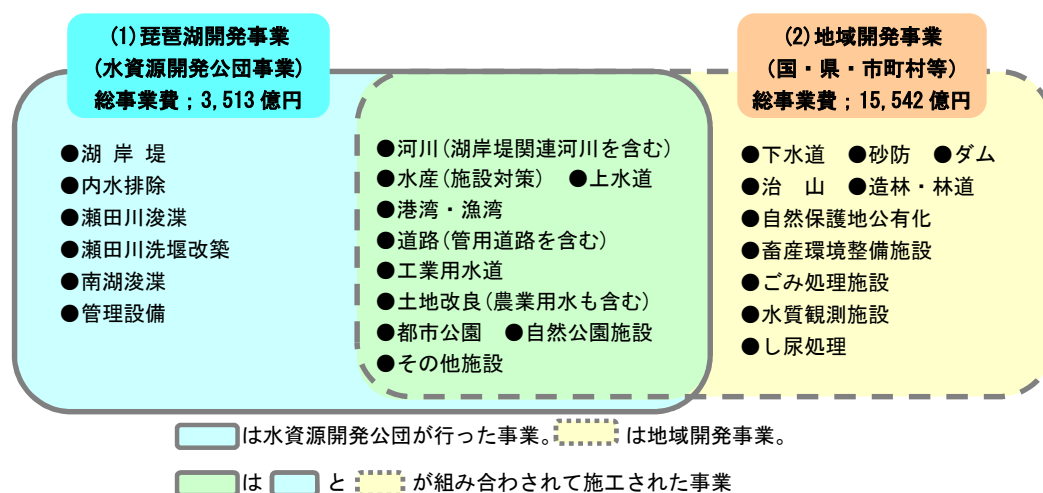 (1)琵琶湖開発事業
(水資源開発公団事業)
総事業費；3,513億円
(2)地域開発事業
(国・県・市町村等)
総事業費；15,542億円
●湖 岸 堤
●内水排除
●瀬田川浚渫
●瀬田川洗堰改築
●南湖浚渫
●管理設備
●河川(湖岸堤関連河川を含む)
●水産(施設対策) ●上水道
●港湾・漁湾
●道路(管用道路を含む)
●工業用水道
●土地改良(農業用水も含む)
●都市公園 ●自然公園施設
●その他施設
●下水道 ●砂防 ●ダム
●治 山 ●造林・林道
●自然保護地公有化
●畜産環境整備施設
●ごみ処理施設
●水質観測施設
●し尿処理
は水資源開発公団が行った事業。 は地域開発事業。
は と が組み合わされて施工された事業